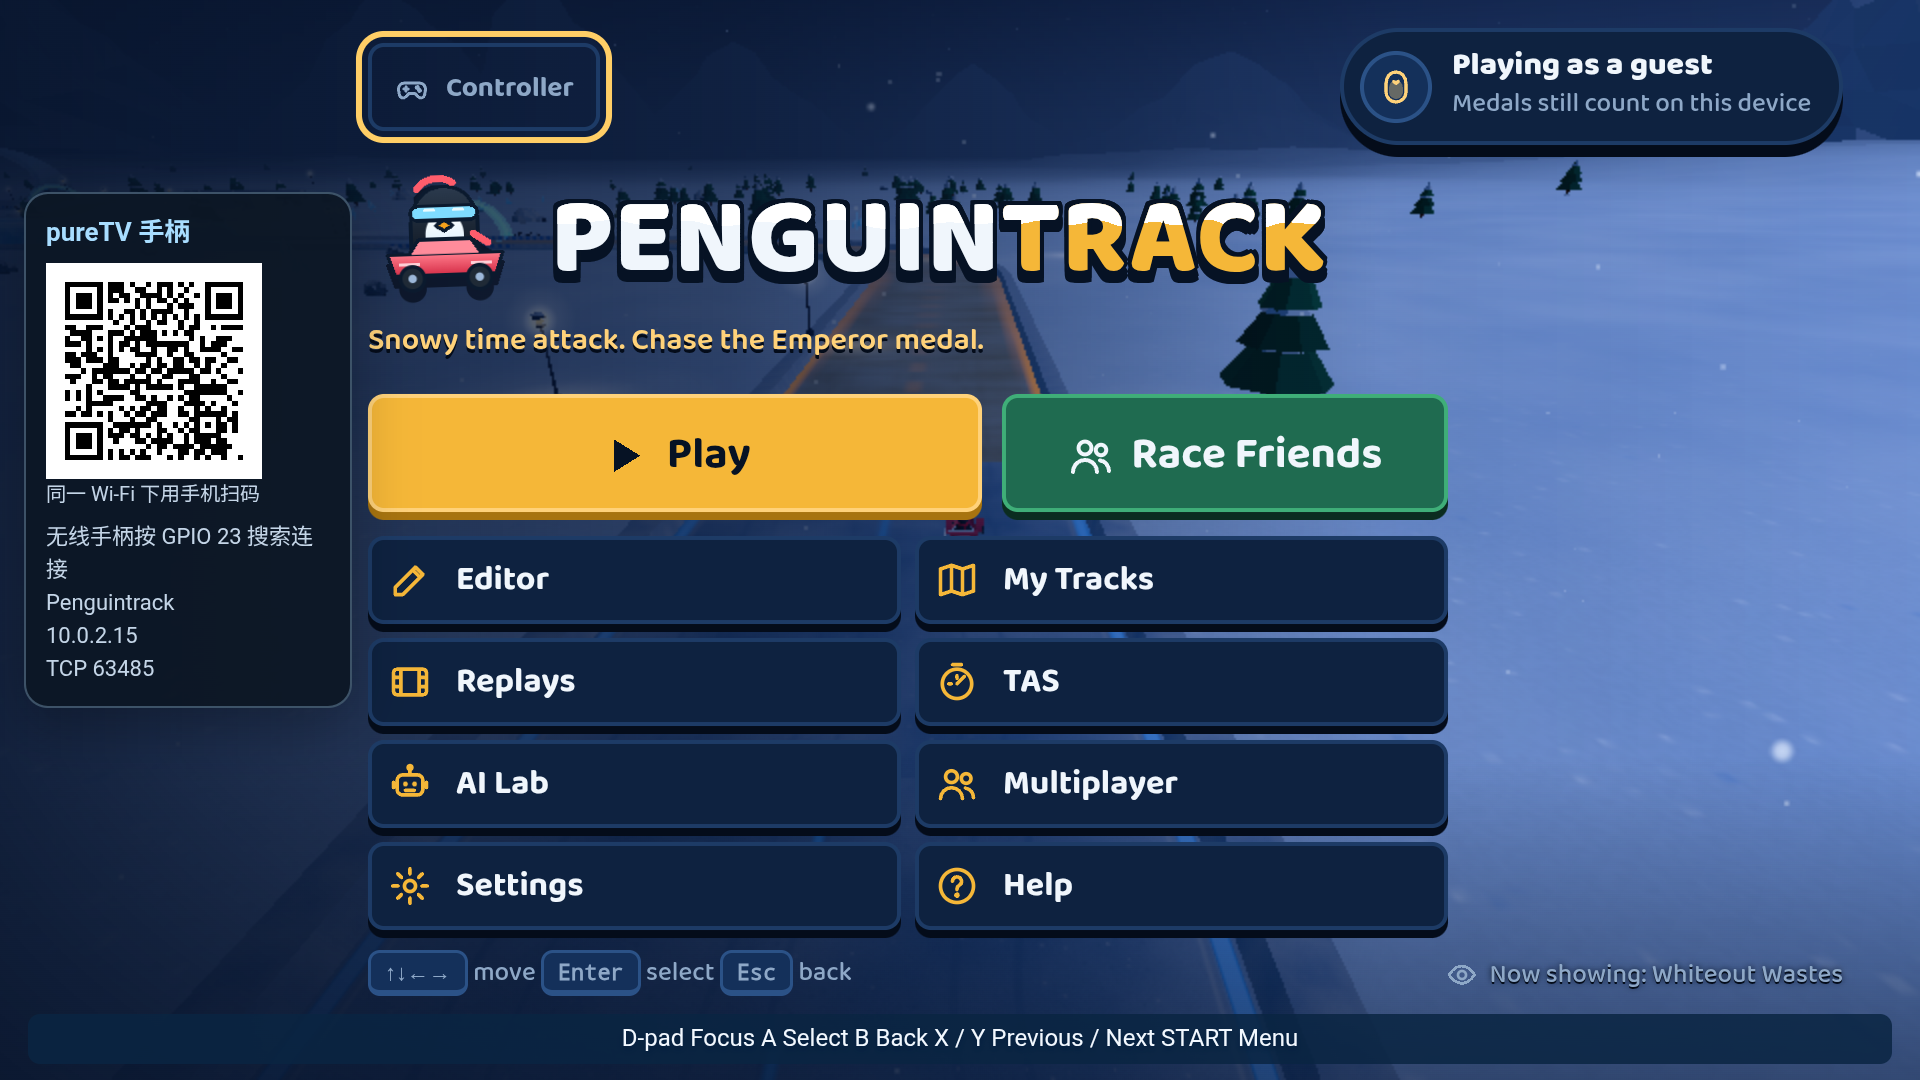 Controller
Playing as a guest
Medals still count on this device
pureTV 手柄
同一 Wi-Fi 下用手机扫码
无线手柄按 GPIO 23 搜索连
接
Penguintrack
10.0.2.15
TCP 63485
PENGUINTRACK
Snowy time attack. Chase the Emperor medal.
Play
Race Friends
Editor
My Tracks
Replays
TAS
AI Lab
Multiplayer
Settings
Help
↑↓←→ move Enter select Esc back
Now showing: Whiteout Wastes
D-pad Focus A Select B Back X / Y Previous / Next START Menu